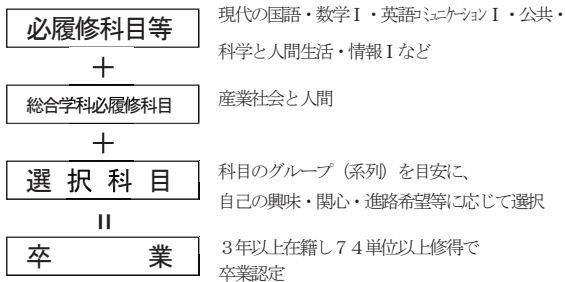 必履修科目等
現代の国語・数学Ⅰ・英語コミュニケーションⅠ・公共・
科学と人間生活・情報Ⅰなど
＋
総合学科必履修科目
産業社会と人間
＋
選択科目
科目のグループ（系列）を目安に、
自己の興味・関心・進路希望等に応じて選択
＝
卒業
３年以上在籍し７４単位以上修得で
卒業認定